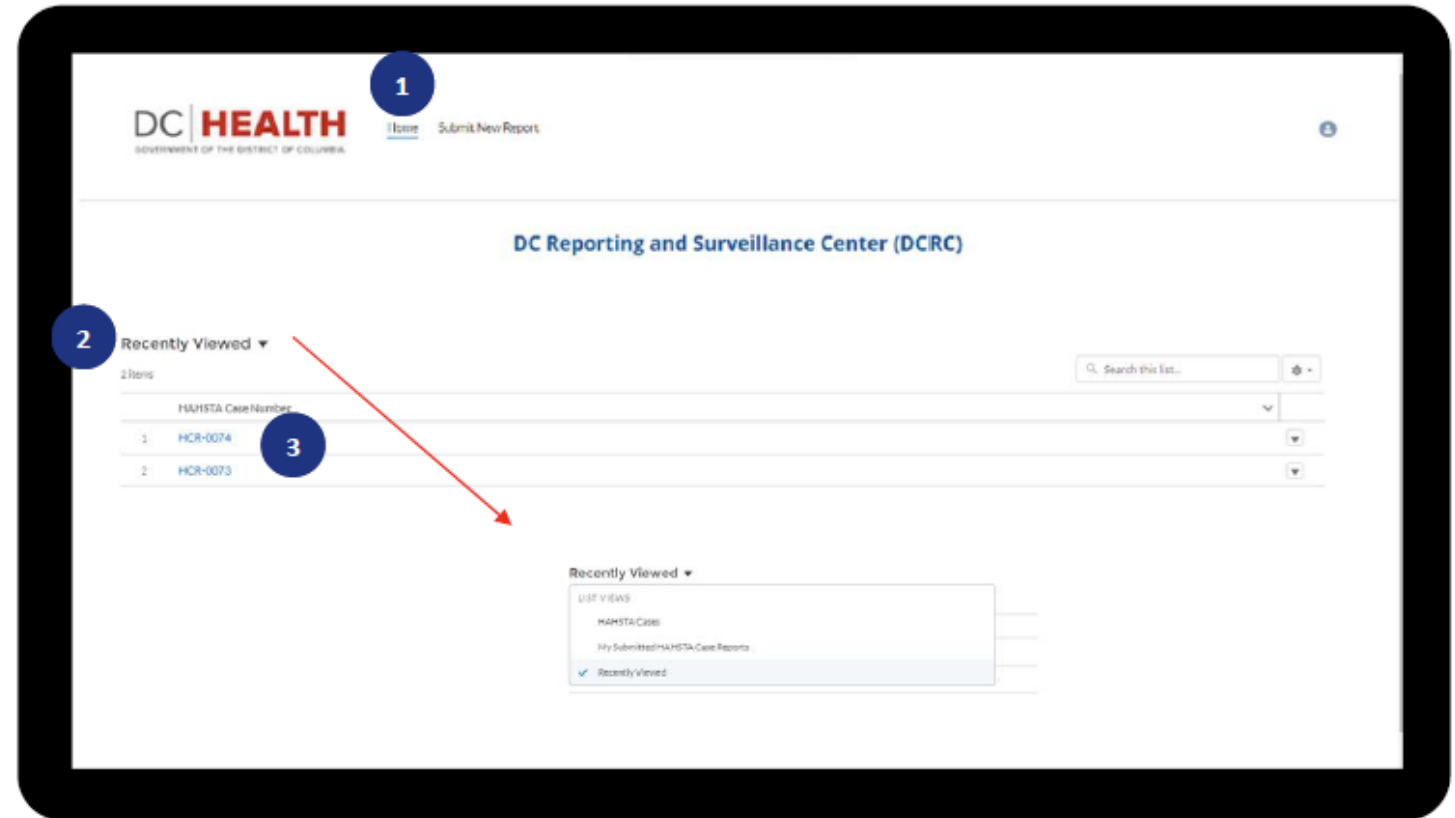 1
DC HEALTH
GOVERNMENT OF THE DISTRICT OF COLUMBIA
Home Submit New Report
DC Reporting and Surveillance Center (DCRC)
2
Recently Viewed
2 items
Search this list...
HAHSTA Case Number
1 HCR-0074
3
2 HCR-0073
Recently Viewed
LIST VIEWS
HAHSTA Cases
My Submitted HAHSTA Case Reports
Recently Viewed